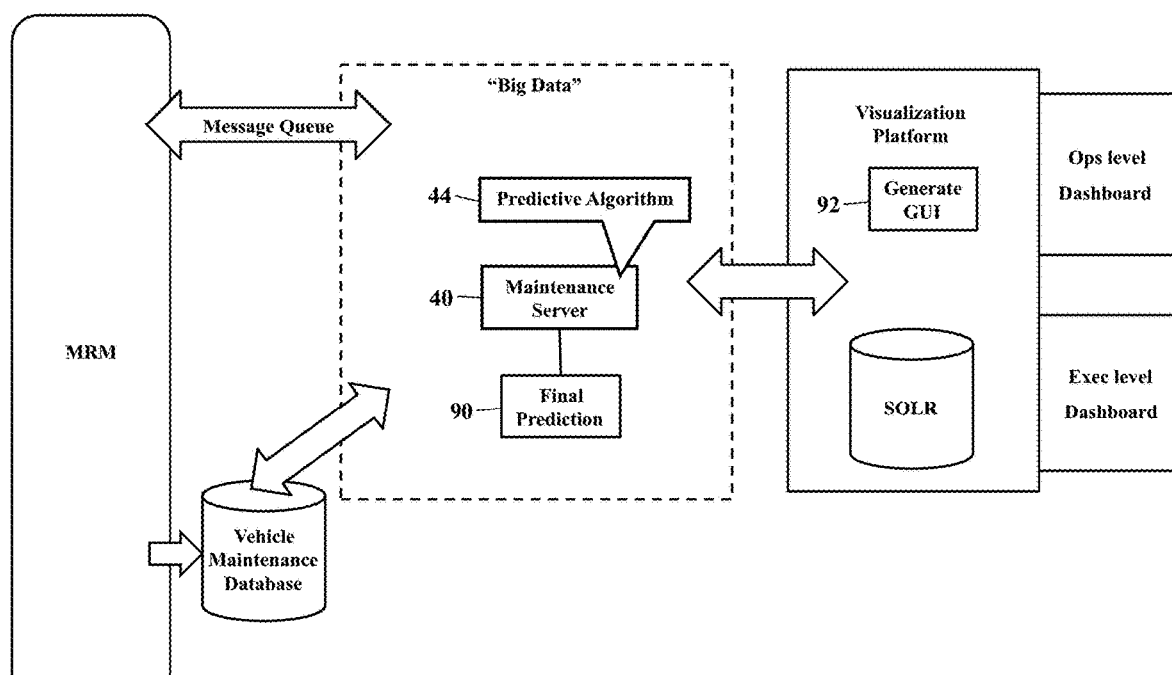 "Big Data"
Message Queue
Visualization
Platform
Ops level
Dashboard
44
Predictive Algorithm
92
Generate
GUI
40
Maintenance
Server
MRM
90
Final
Prediction
SOLR
Exec level
Dashboard
Vehicle
Maintenance
Database